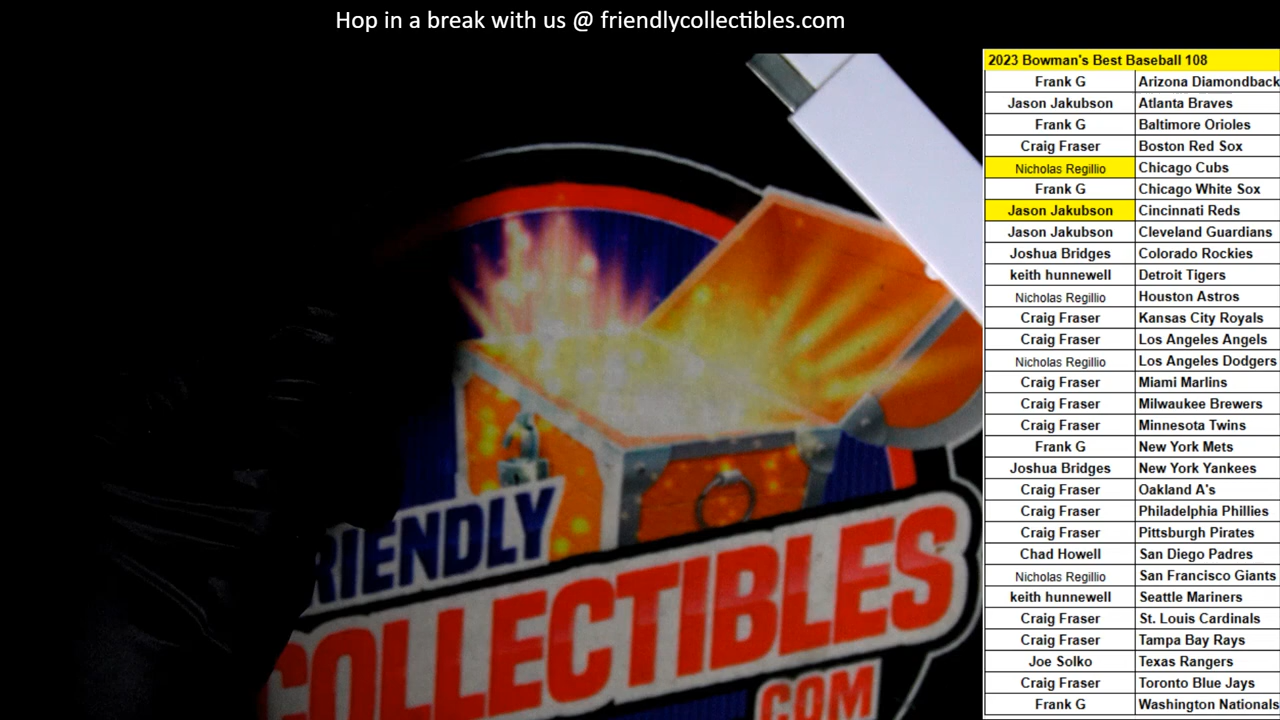 Hop in a break with us @ friendlycollectibles.com
2023 Bowman's Best Baseball 108
Frank G Arizona Diamondback
Jason Jakubson Atlanta Braves
Frank G Baltimore Orioles
Craig Fraser Boston Red Sox
Nicholas Regillio Chicago Cubs
Frank G Chicago White Sox
Jason Jakubson Cincinnati Reds
Jason Jakubson Cleveland Guardians
Joshua Bridges Colorado Rockies
keith hunnewell Detroit Tigers
Nicholas Regillio Houston Astros
Craig Fraser Kansas City Royals
Craig Fraser Los Angeles Angels
Nicholas Regillio Los Angeles Dodgers
Craig Fraser Miami Marlins
Craig Fraser Milwaukee Brewers
Craig Fraser Minnesota Twins
Frank G New York Mets
Joshua Bridges New York Yankees
Craig Fraser Oakland A's
Craig Fraser Philadelphia Phillies
Craig Fraser Pittsburgh Pirates
Chad Howell San Diego Padres
Nicholas Regillio San Francisco Giants
keith hunnewell Seattle Mariners
Craig Fraser St. Louis Cardinals
Craig Fraser Tampa Bay Rays
Joe Solko Texas Rangers
Craig Fraser Toronto Blue Jays
Frank G Washington Nationals
RIENDLY
COLLECTIBLES
.COM